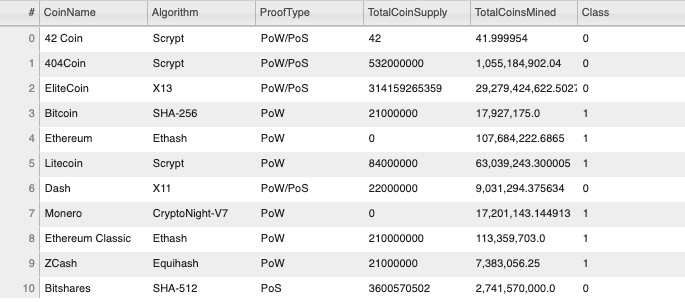 # CoinName Algorithm ProofType TotalCoinSupply TotalCoinsMined Class
0 42 Coin Scrypt PoW/PoS 42 41.999954 0
1 404Coin Scrypt PoW/PoS 532000000 1,055,184,902.04 0
2 EliteCoin X13 PoW/PoS 314159265359 29,279,424,622.502 0
3 Bitcoin SHA-256 PoW 21000000 17,927,175.0 1
4 Ethereum Ethash PoW 0 107,684,222.6865 1
5 Litecoin Scrypt PoW 84000000 63,039,243.300005 1
6 Dash X11 PoW/PoS 22000000 9,031,294.375634 0
7 Monero CryptoNight-V7 PoW 0 17,201,143.144913 1
8 Ethereum Classic Ethash PoW 210000000 113,359,703.0 1
9 ZCash Equihash PoW 21000000 7,383,056.25 1
10 Bitshares SHA-512 PoS 3600570502 2,741,570,000.0 0